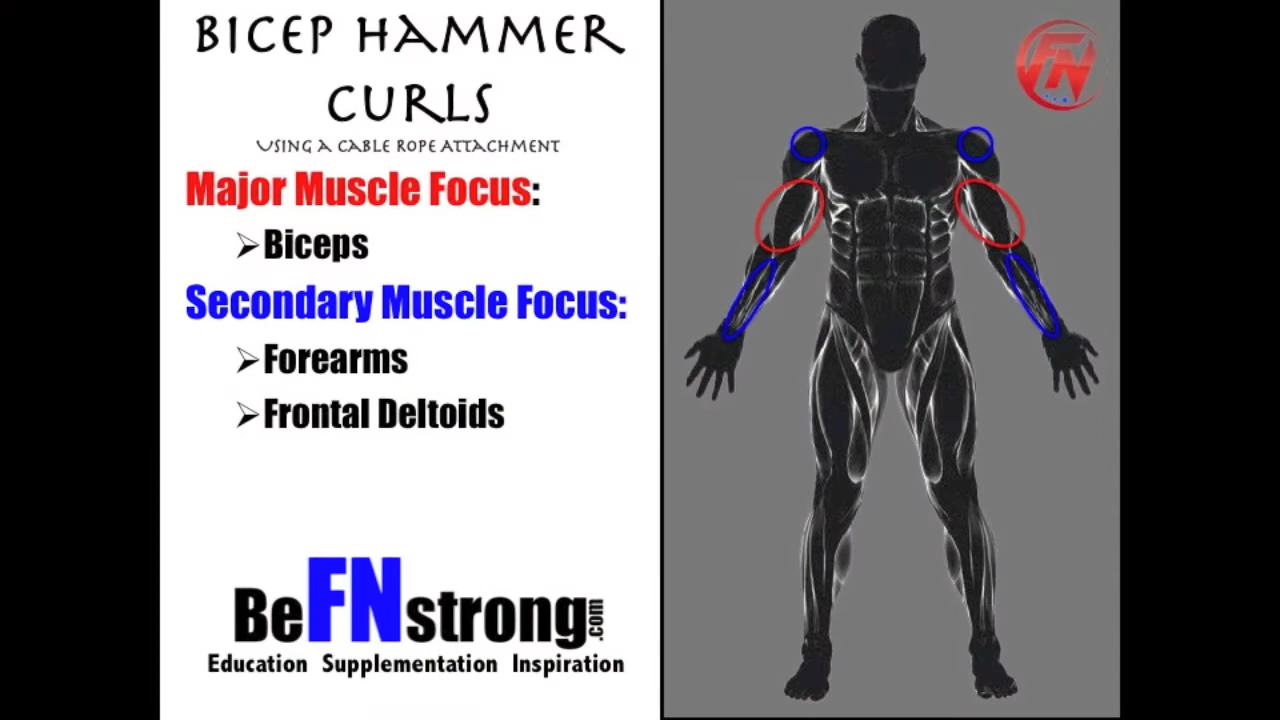 BICEP HAMMER
CURLS
USING A CABLE ROPE ATTACHMENT
Major Muscle Focus:
➢Biceps
Secondary Muscle Focus:
➢Forearms
➢Frontal Deltoids
BeFNstrong.com
Education Supplementation Inspiration
FN